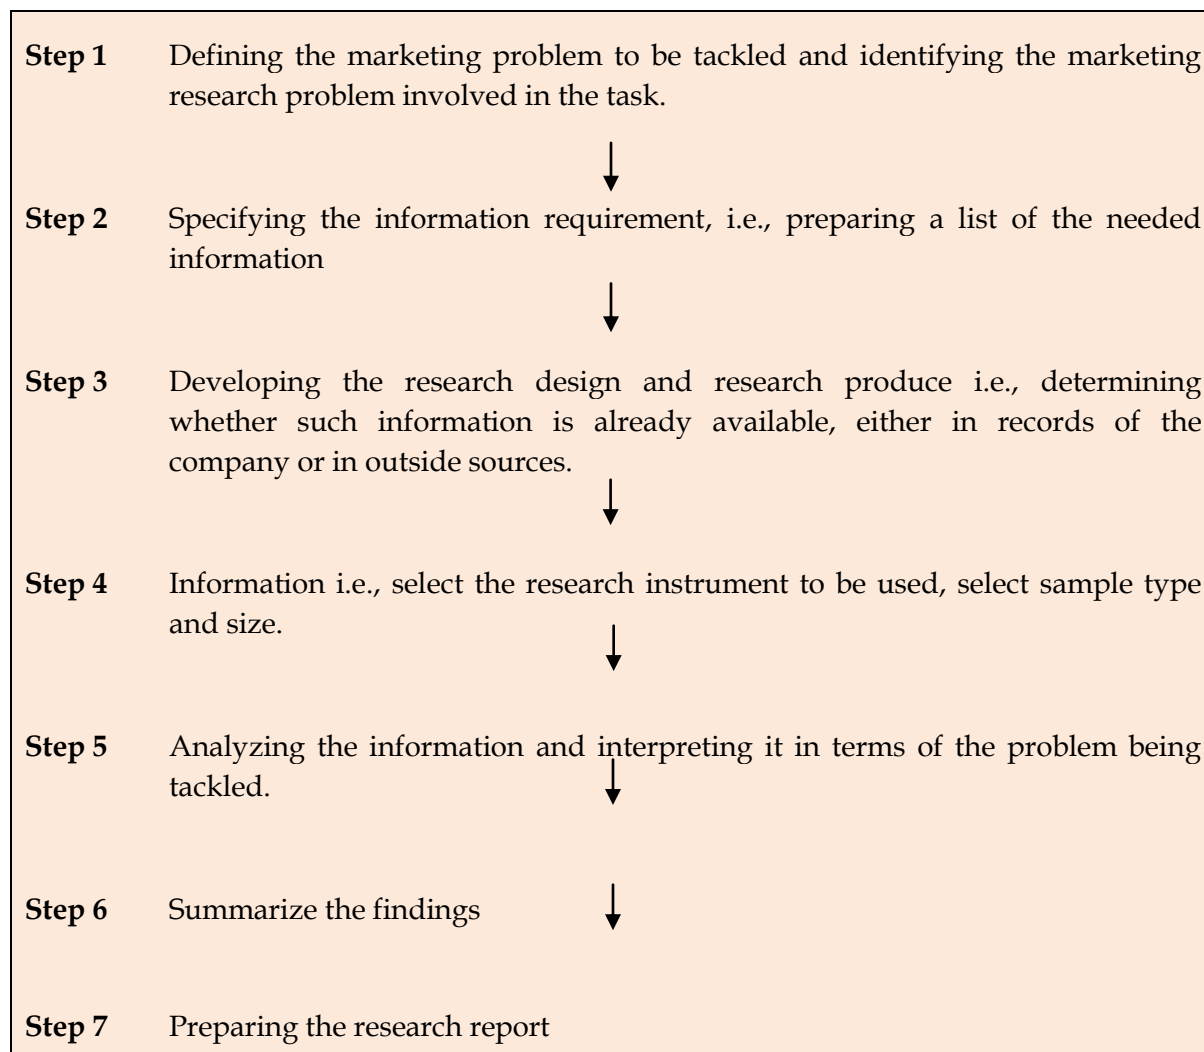 Step 1 Defining the marketing problem to be tackled and identifying the marketing
research problem involved in the task.
Step 2 Specifying the information requirement, i.e., preparing a list of the needed
information
Step 3 Developing the research design and research produce i.e., determining
whether such information is already available, either in records of the
company or in outside sources.
Step 4 Information i.e., select the research instrument to be used, select sample type
and size.
Step 5 Analyzing the information and interpreting it in terms of the problem being
tackled.
Step 6 Summarize the findings
Step 7 Preparing the research report